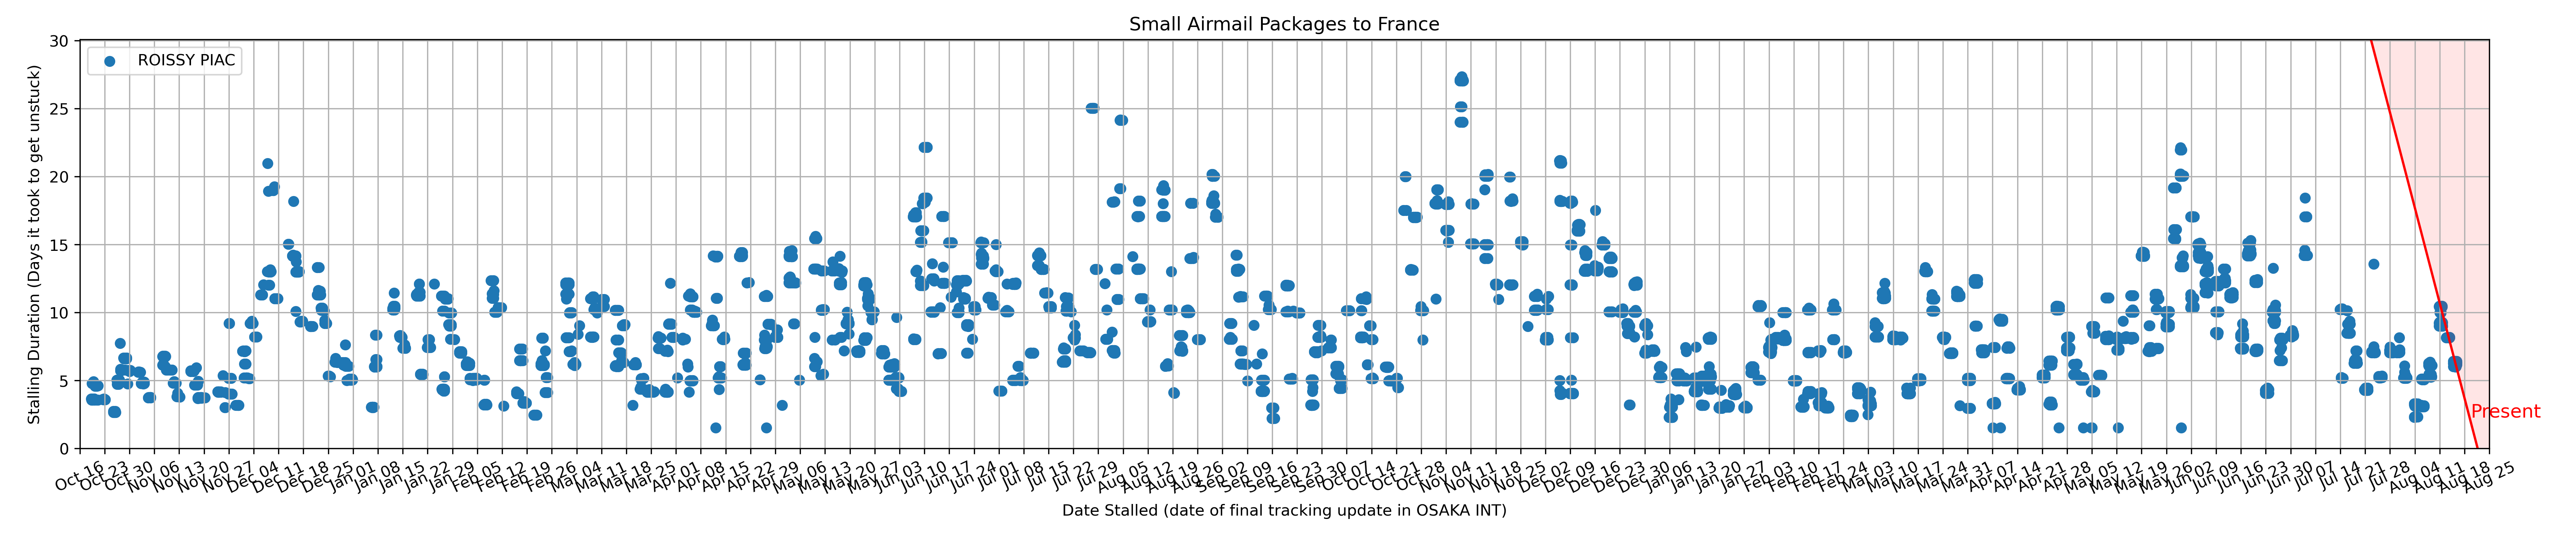 Small Airmail Packages to France
ROISSY PIAC
Stalling Duration (Days it took to get unstuck)
30
25
20
15
10
5
0
Present
Oct 16
Oct 23
Oct 30
Nov 06
Nov 13
Nov 20
Nov 27
Dec 04
Dec 11
Dec 18
Dec 25
Jan 01
Jan 08
Jan 15
Jan 22
Jan 29
Feb 05
Feb 12
Feb 19
Feb 26
Mar 04
Mar 11
Mar 18
Mar 25
Apr 01
Apr 08
Apr 15
Apr 22
Apr 29
May 06
May 13
May 20
May 27
Jun 03
Jun 10
Jun 17
Jun 24
Jul 01
Jul 08
Jul 15
Jul 22
Jul 29
Aug 05
Aug 12
Aug 19
Aug 26
Sep 02
Sep 09
Sep 16
Sep 23
Sep 30
Oct 07
Oct 14
Oct 21
Oct 28
Nov 04
Nov 11
Nov 18
Nov 25
Dec 02
Dec 09
Dec 16
Dec 23
Dec 30
Jan 06
Jan 13
Jan 20
Jan 27
Feb 03
Feb 10
Feb 17
Feb 24
Mar 03
Mar 10
Mar 17
Mar 24
Mar 31
Apr 07
Apr 14
Apr 21
Apr 28
May 05
May 12
May 19
May 26
Jun 02
Jun 09
Jun 16
Jun 23
Jun 30
Jul 07
Jul 14
Jul 21
Jul 28
Aug 04
Aug 11
Aug 18
Aug 25
Date Stalled (date of final tracking update in OSAKA INT)